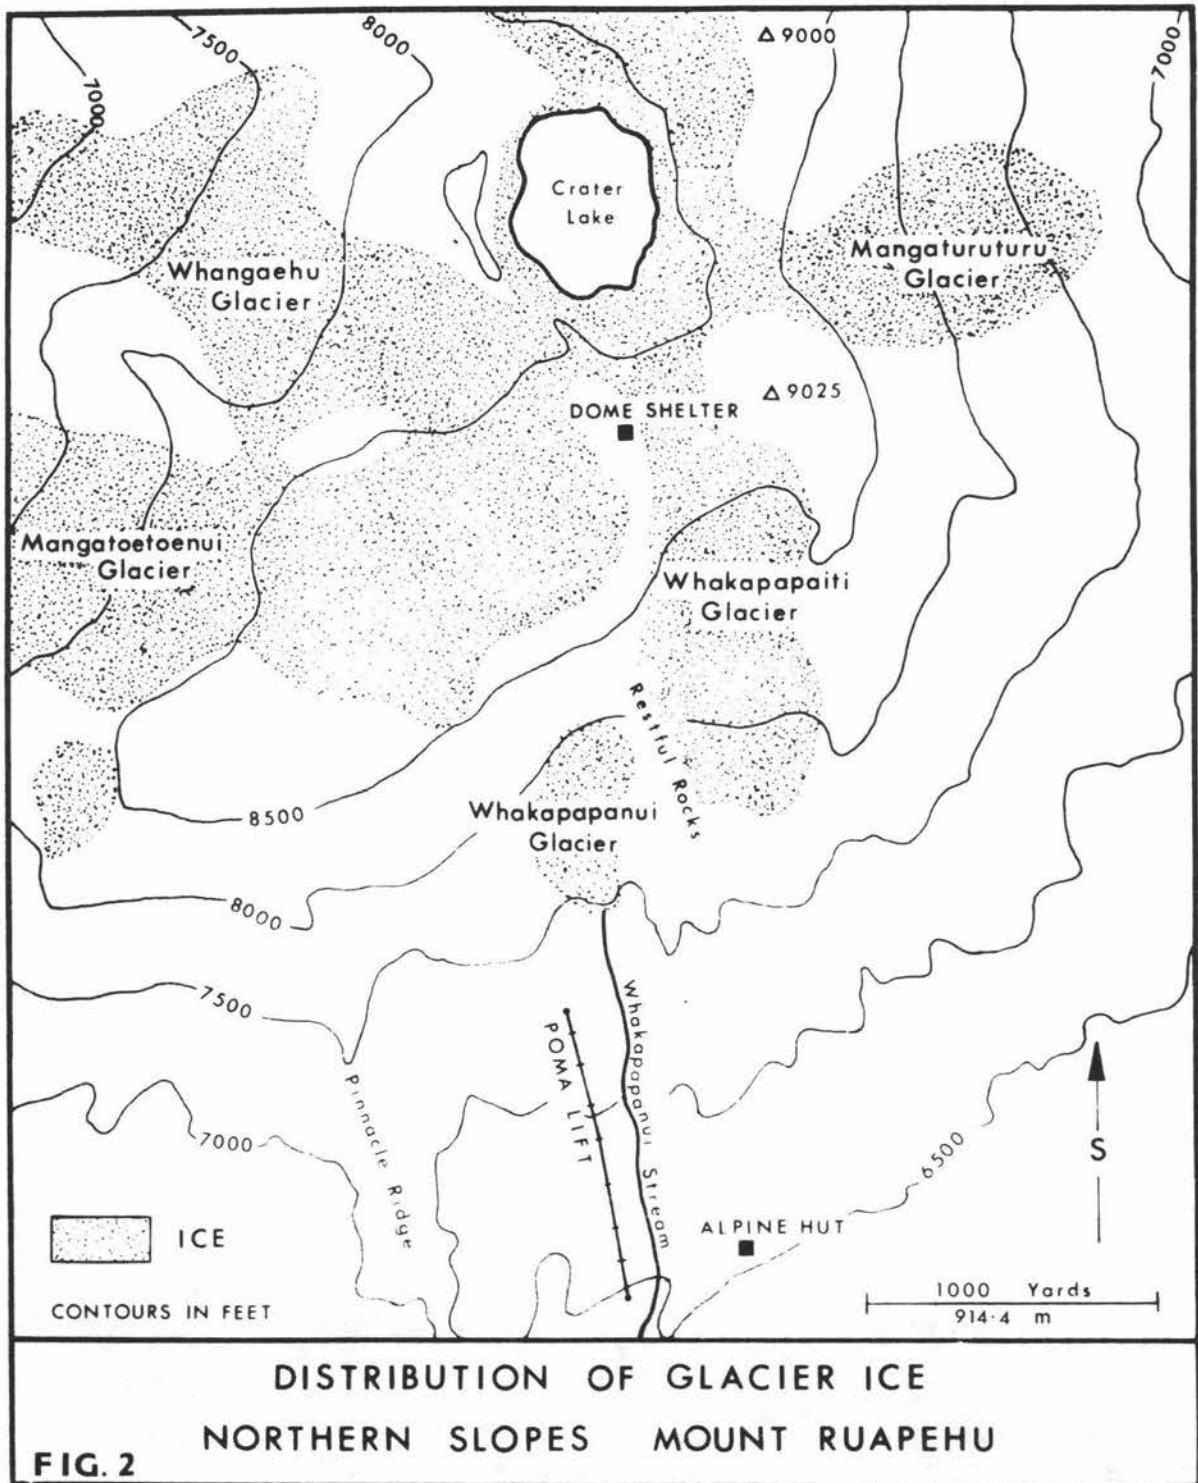 7500
8000
△ 9000
7000
7000
Crater
Lake
Whangaehu
Glacier
Mangaturuturu
Glacier
△ 9025
DOME SHELTER
Mangatoetoenui
Glacier
Whakapapaiti
Glacier
Restful Rocks
8500
Whakapapanui
Glacier
8000
7500
POMA LIFT
Whakapapanui Stream
Pinnacle Ridge
7000
6500
S
ALPINE HUT
ICE
1000 Yards
914·4 m
CONTOURS IN FEET
DISTRIBUTION OF GLACIER ICE
NORTHERN SLOPES MOUNT RUAPEHU
FIG. 2